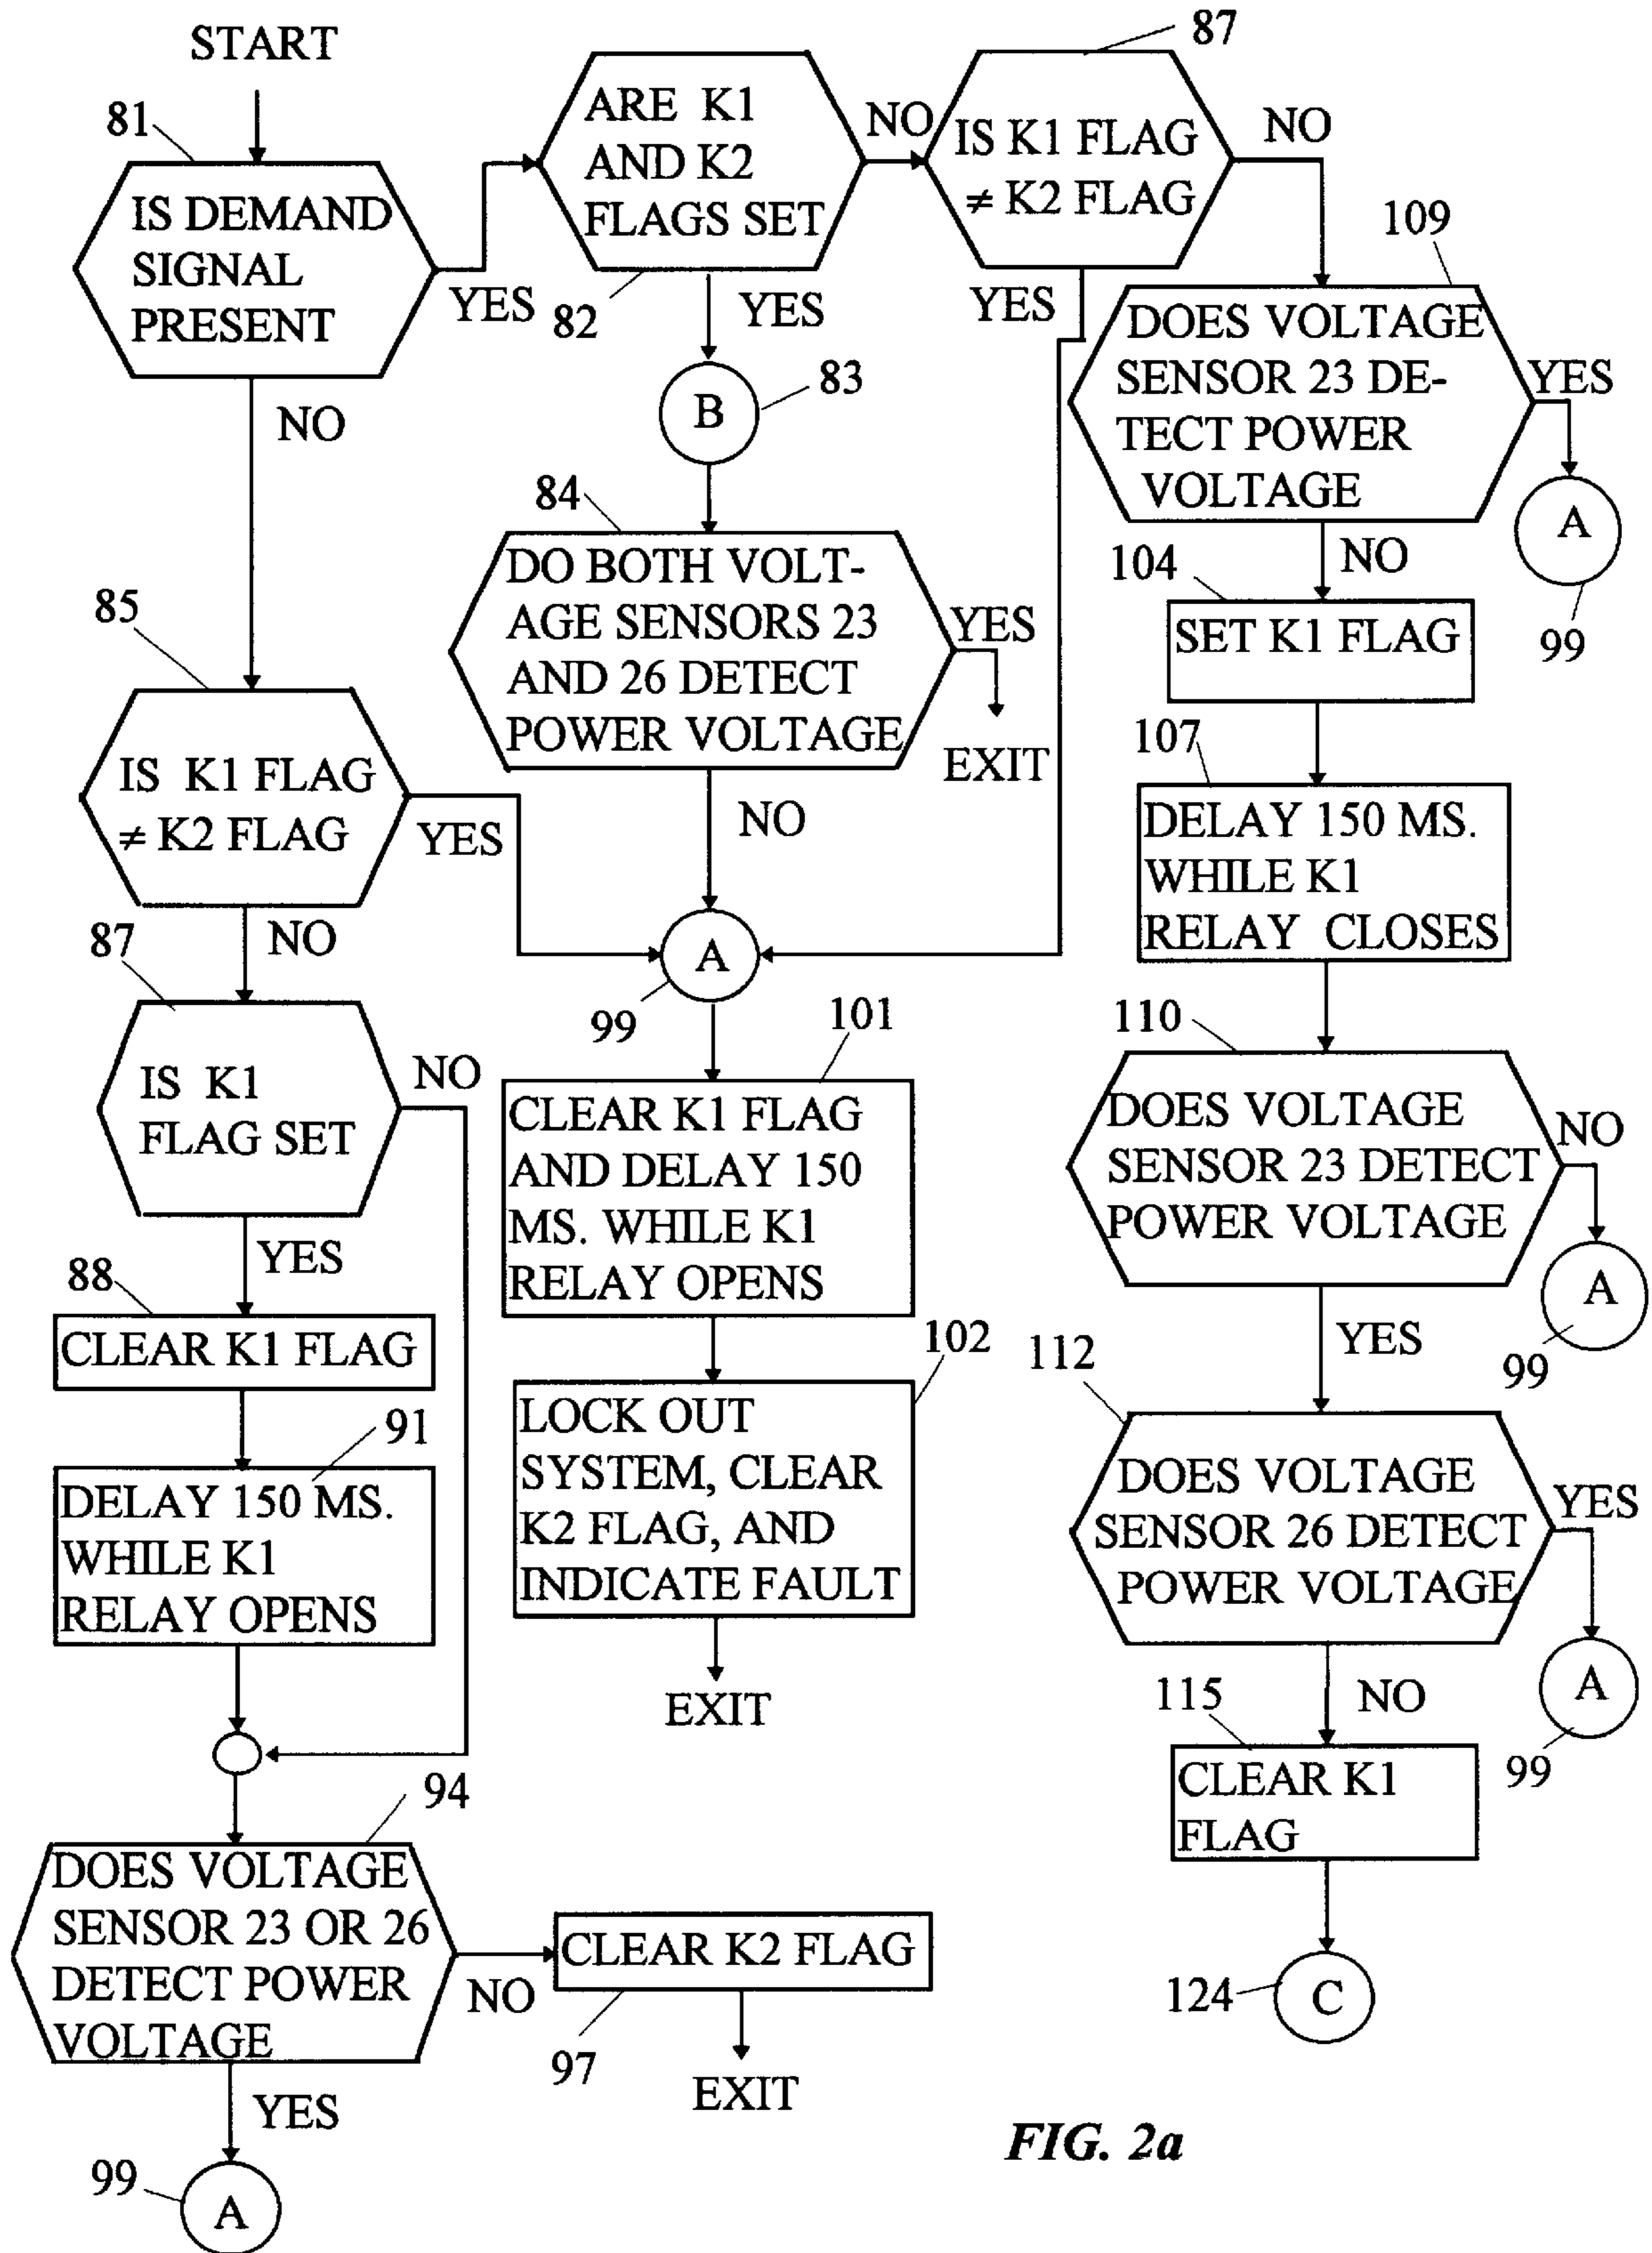 START
81
IS DEMAND
SIGNAL
PRESENT
YES
NO
ARE K1
AND K2
FLAGS SET
82
NO
YES
87
IS K1 FLAG
≠ K2 FLAG
NO
YES
B
83
84
DO BOTH VOLT-
AGE SENSORS 23
AND 26 DETECT
POWER VOLTAGE
YES
EXIT
NO
109
DOES VOLTAGE
SENSOR 23 DE-
TECT POWER
VOLTAGE
YES
A
99
NO
104
SET K1 FLAG
107
DELAY 150 MS.
WHILE K1
RELAY CLOSES
110
DOES VOLTAGE
SENSOR 23 DETECT
POWER VOLTAGE
NO
A
99
YES
112
DOES VOLTAGE
SENSOR 26 DETECT
POWER VOLTAGE
YES
A
99
NO
115
CLEAR K1
FLAG
124
C
85
IS K1 FLAG
≠ K2 FLAG
YES
NO
A
99
101
CLEAR K1 FLAG
AND DELAY 150
MS. WHILE K1
RELAY OPENS
102
LOCK OUT
SYSTEM, CLEAR
K2 FLAG, AND
INDICATE FAULT
EXIT
87
IS K1
FLAG SET
NO
YES
88
CLEAR K1 FLAG
91
DELAY 150 MS.
WHILE K1
RELAY OPENS
94
DOES VOLTAGE
SENSOR 23 OR 26
DETECT POWER
VOLTAGE
NO
CLEAR K2 FLAG
97
EXIT
YES
99
A
FIG. 2a